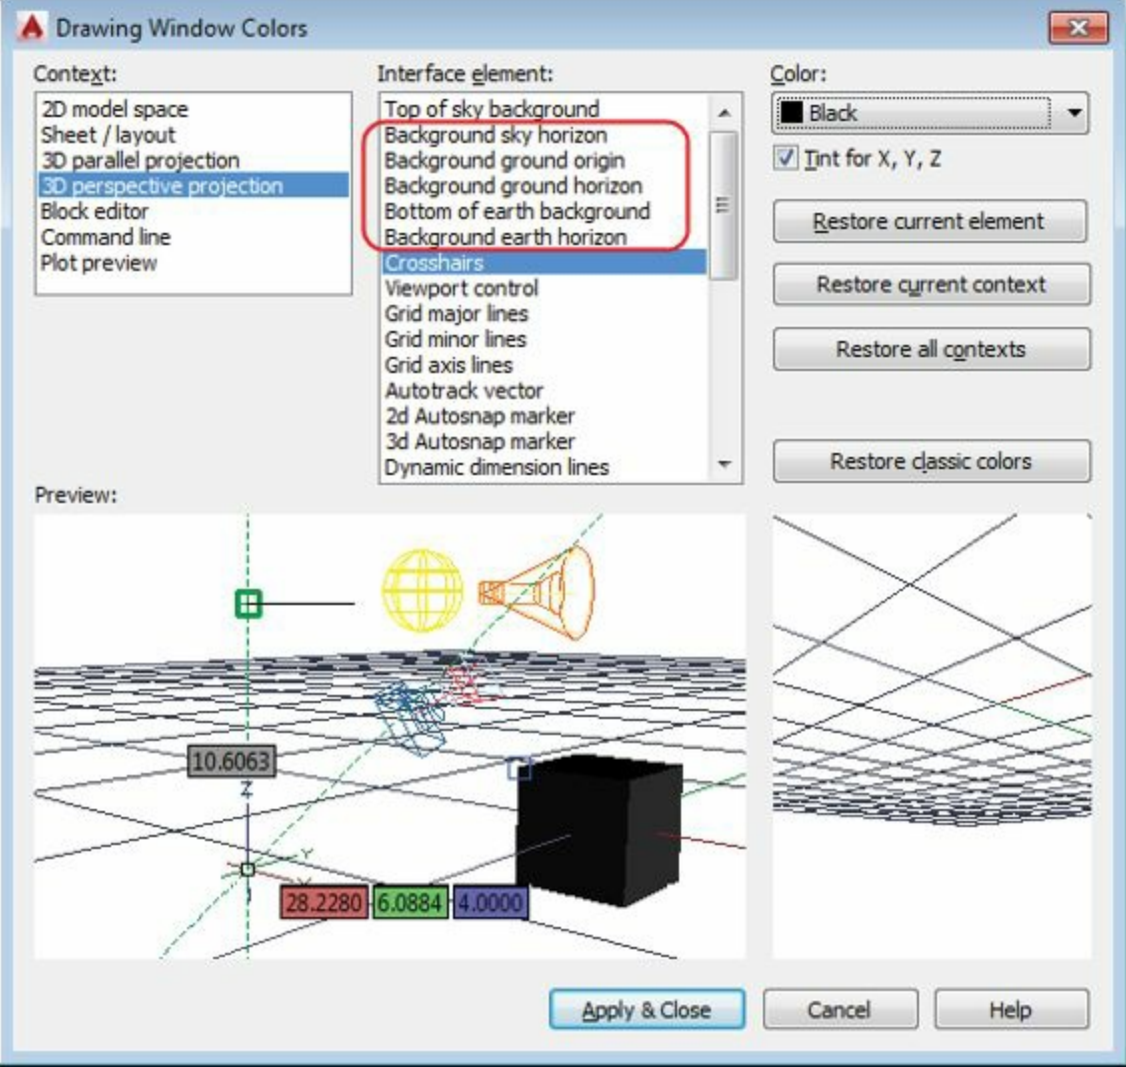 Drawing Window Colors
Context:
2D model space
Sheet / layout
3D parallel projection
3D perspective projection
Block editor
Command line
Plot preview
Interface element:
Top of sky background
Background sky horizon
Background ground origin
Background ground horizon
Bottom of earth background
Background earth horizon
Crosshairs
Viewport control
Grid major lines
Grid minor lines
Grid axis lines
Autotrack vector
2d Autosnap marker
3d Autosnap marker
Dynamic dimension lines
Color:
Black
Tint for X, Y, Z
Restore current element
Restore current context
Restore all contexts
Restore classic colors
Preview:
10.6063
Z
Y
X
28.2280 6.0884 4.0000
Apply & Close
Cancel
Help